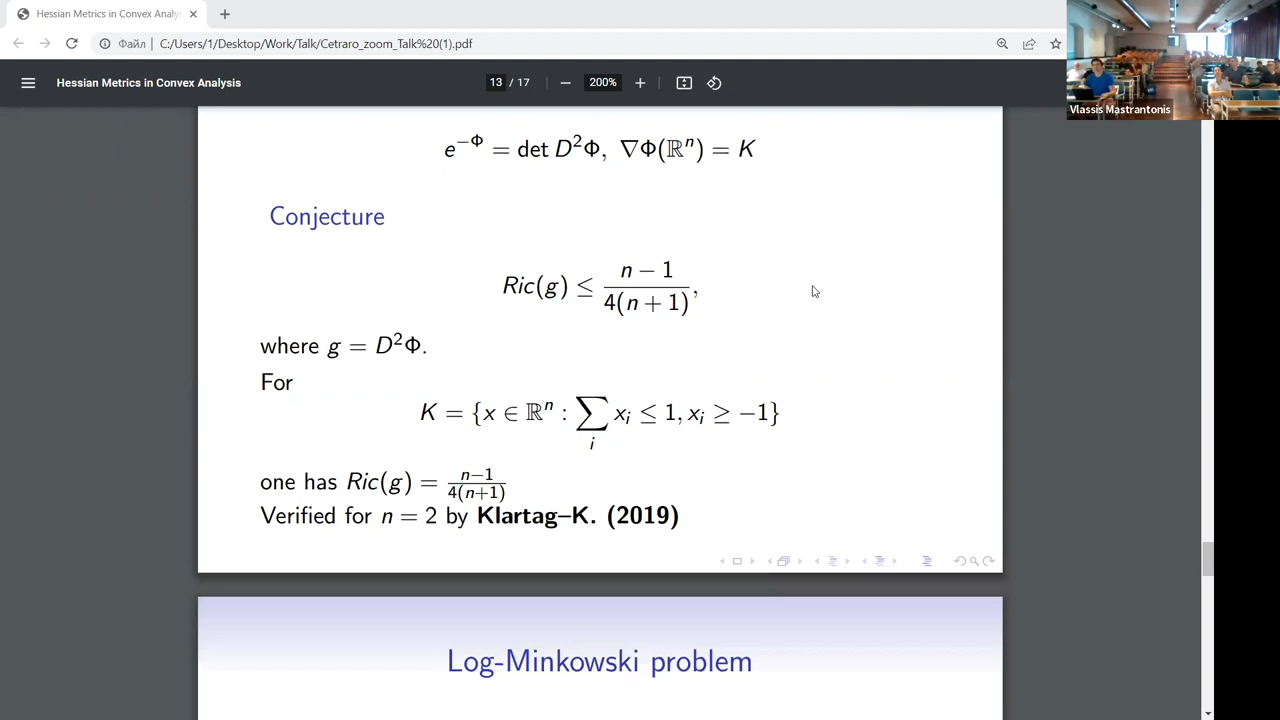 Hessian Metrics in Convex Analy
Файл | C:/Users/1/Desktop/Work/Talk/Cetraro_zoom_Talk%20(1).pdf
Hessian Metrics in Convex Analysis
13 / 17
200%
Vlassis Mastrantonis
e^{−Φ} = det D²Φ, ∇Φ(ℝⁿ) = K
Conjecture
Ric(g) ≤ \frac{n − 1}{4(n + 1)},
where g = D²Φ.
For
K = {x ∈ ℝⁿ : ∑_i x_i ≤ 1, x_i ≥ −1}
one has Ric(g) = \frac{n−1}{4(n+1)}
Verified for n = 2 by Klartag–K. (2019)
Log-Minkowski problem